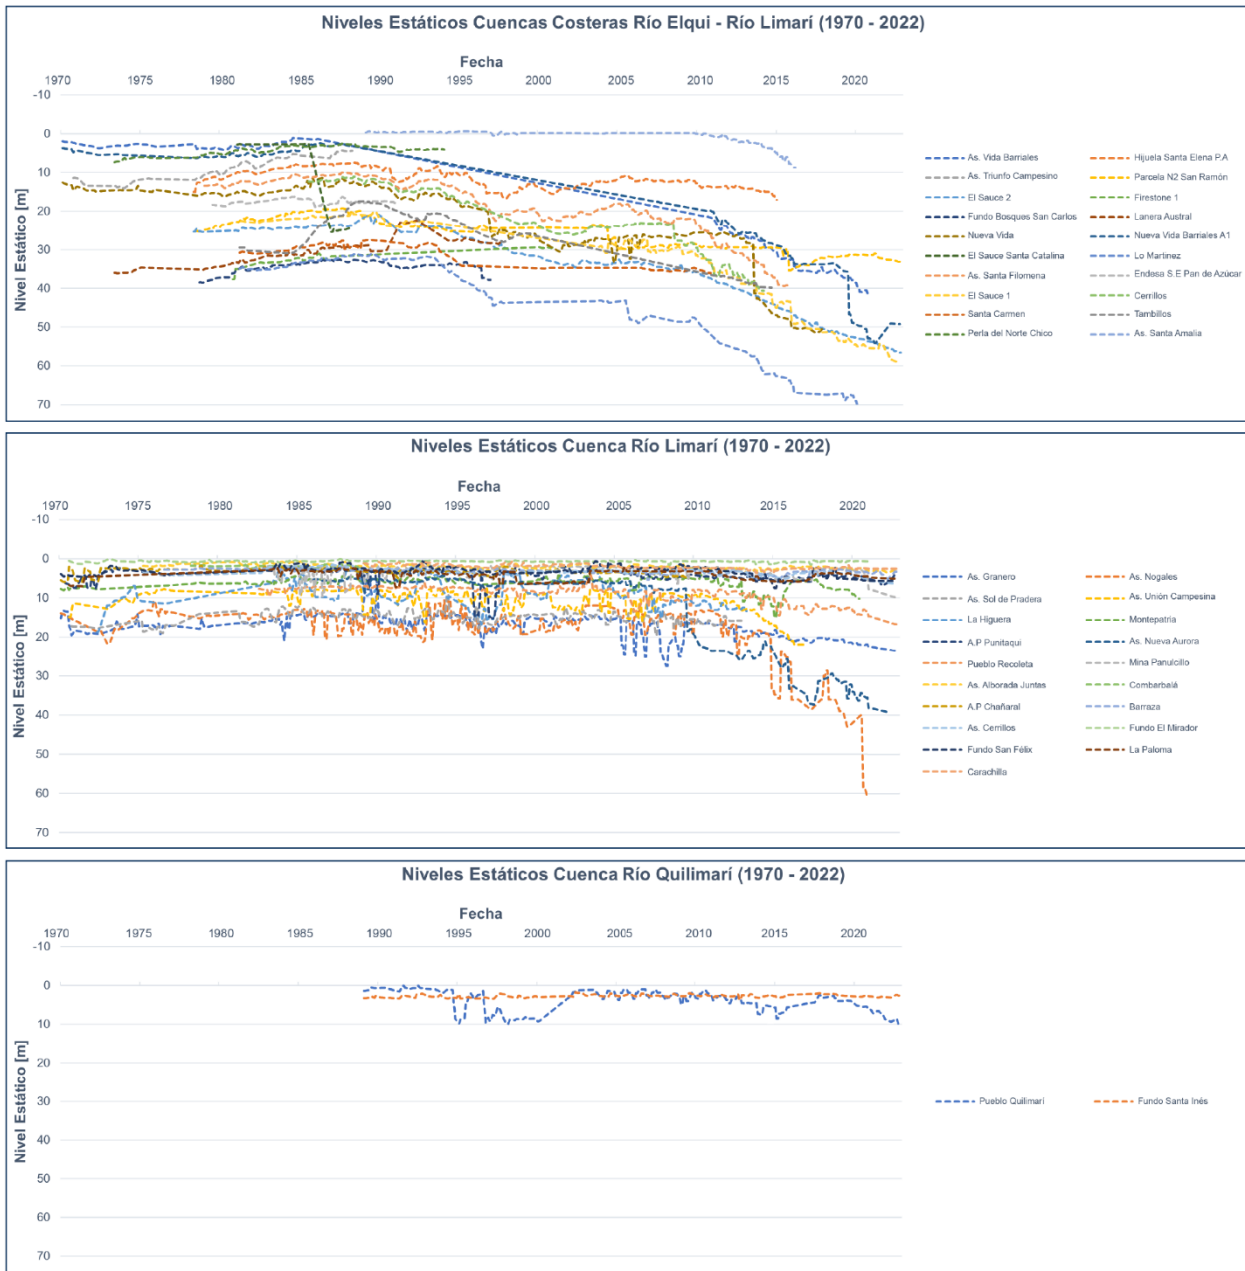 Niveles Estáticos Cuencas Costeras Río Elqui - Río Limarí (1970 - 2022)
Fecha
1970 1975 1980 1985 1990 1995 2000 2005 2010 2015 2020
-10
0
10
20
30
40
50
60
70
Nivel Estático [m]
As. Vida Barriales Hijuela Santa Elena P.A
As. Triunfo Campesino Parcela N2 San Ramón
El Sauce 2 Firestone 1
Fundo Bosques San Carlos Lanera Austral
Nueva Vida Nueva Vida Barriales A1
El Sauce Santa Catalina Lo Martinez
As. Santa Filomena Endesa S.E Pan de Azúcar
El Sauce 1 Cerrillos
Santa Carmen Tambillos
Perla del Norte Chico As. Santa Amalia
Niveles Estáticos Cuenca Río Limarí (1970 - 2022)
Fecha
1970 1975 1980 1985 1990 1995 2000 2005 2010 2015 2020
-10
0
10
20
30
40
50
60
70
Nivel Estático [m]
As. Granero As. Nogales
As. Sol de Pradera As. Unión Campesina
La Higuera Montepatria
A.P Punitaqui As. Nueva Aurora
Pueblo Recoleta Mina Panulcillo
As. Alborada Juntas Combarbalá
A.P Chañaral Barraza
As. Cerrillos Fundo El Mirador
Fundo San Félix La Paloma
Carachilla
Niveles Estáticos Cuenca Río Quilimarí (1970 - 2022)
Fecha
1970 1975 1980 1985 1990 1995 2000 2005 2010 2015 2020
-10
0
10
20
30
40
50
60
70
Nivel Estático [m]
Pueblo Quilimarí Fundo Santa Inés